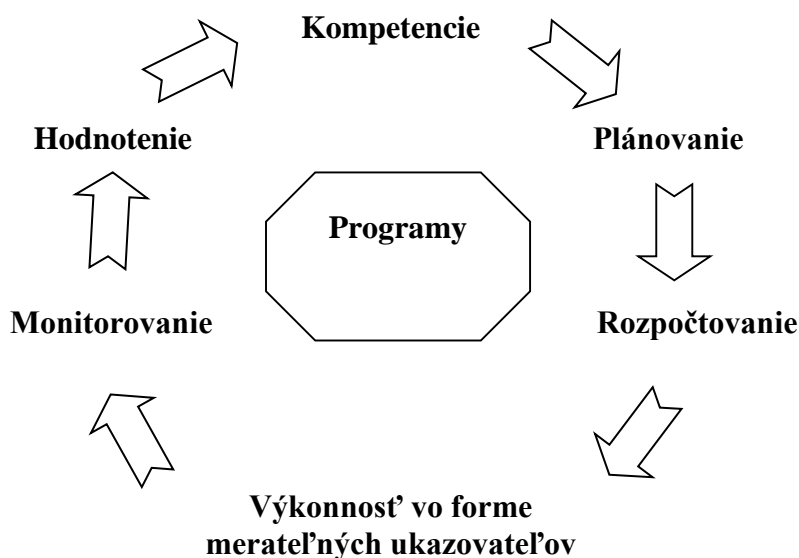 Kompetencie
Hodnotenie
Plánovanie
Programy
Monitorovanie
Rozpočtovanie
Výkonnosť vo forme
merateľných ukazovateľov